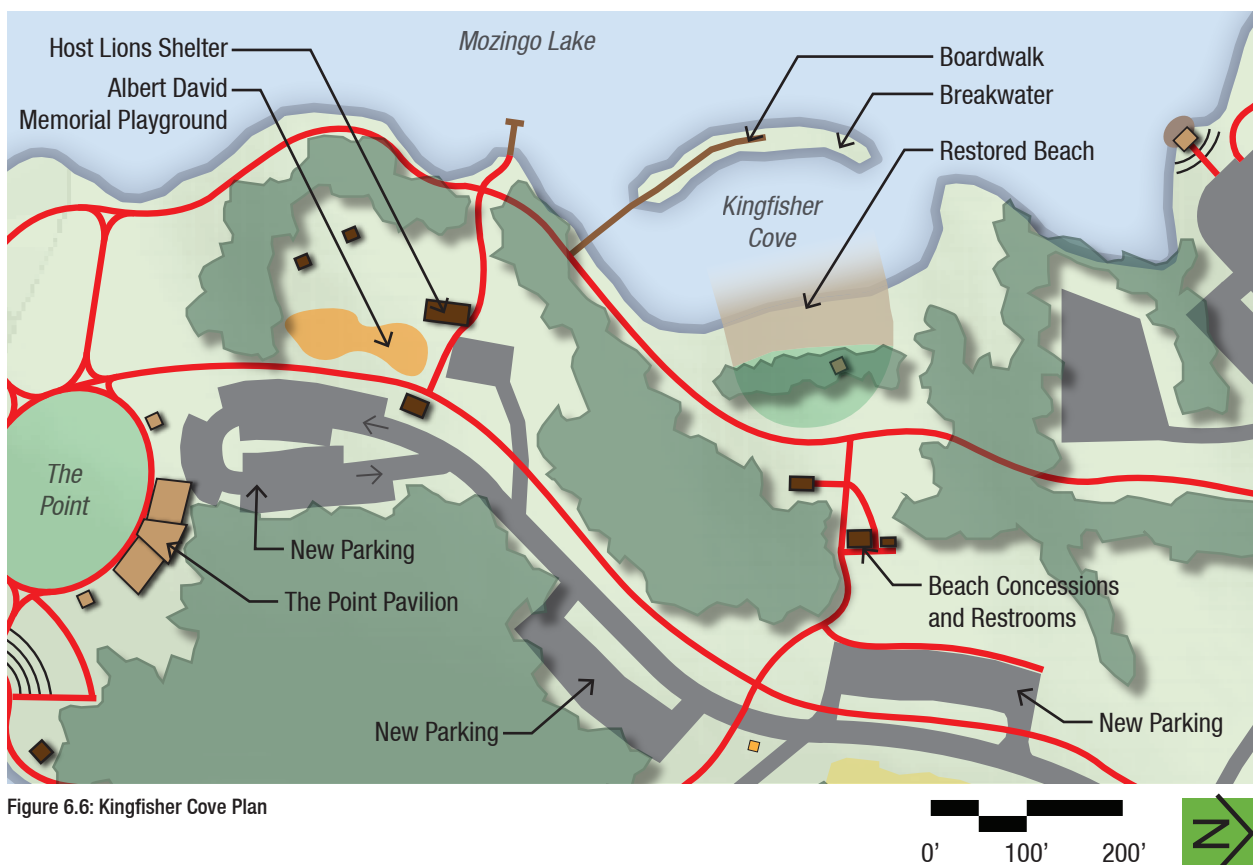 Mozingo Lake
Host Lions Shelter
Albert David
Memorial Playground
Boardwalk
Breakwater
Restored Beach
Kingfisher
Cove
The
Point
New Parking
The Point Pavilion
Beach Concessions
and Restrooms
New Parking
New Parking
Figure 6.6: Kingfisher Cove Plan
0' 100' 200'
N